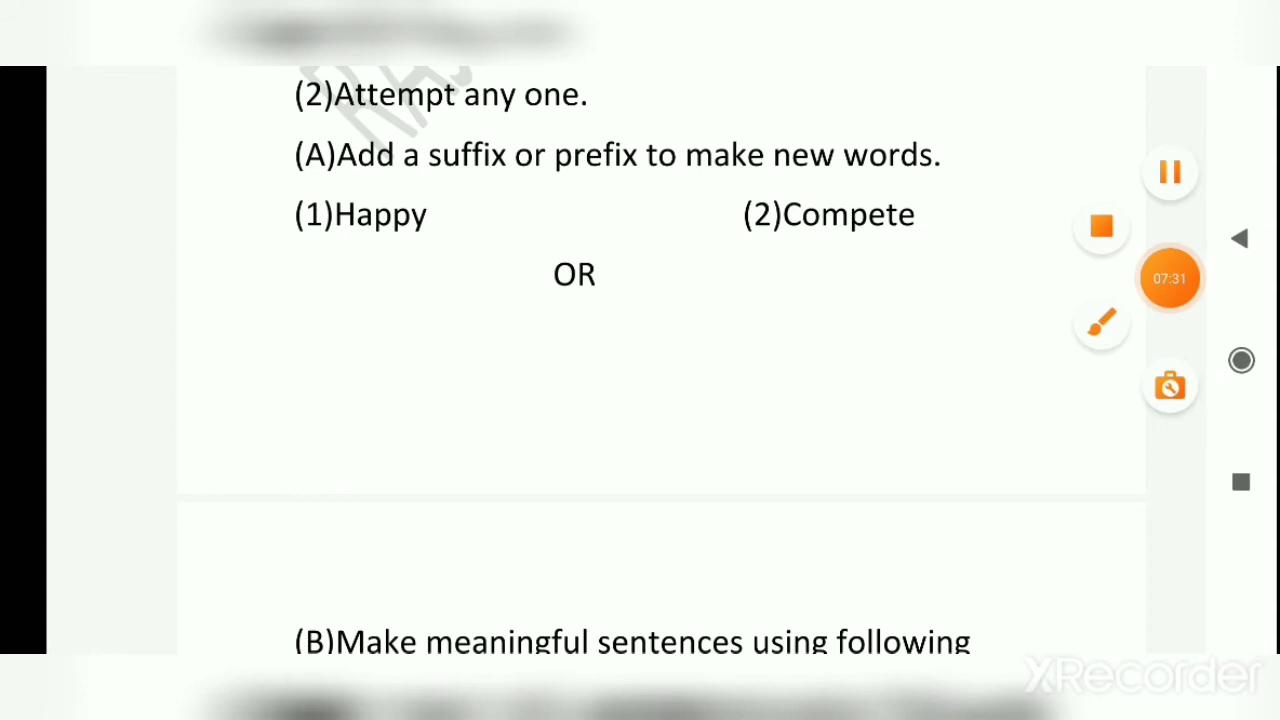 (2)Attempt any one.
(A)Add a suffix or prefix to make new words.
(1)Happy (2)Compete
OR
07:31
(B)Make meaningful sentences using following
XRecorder